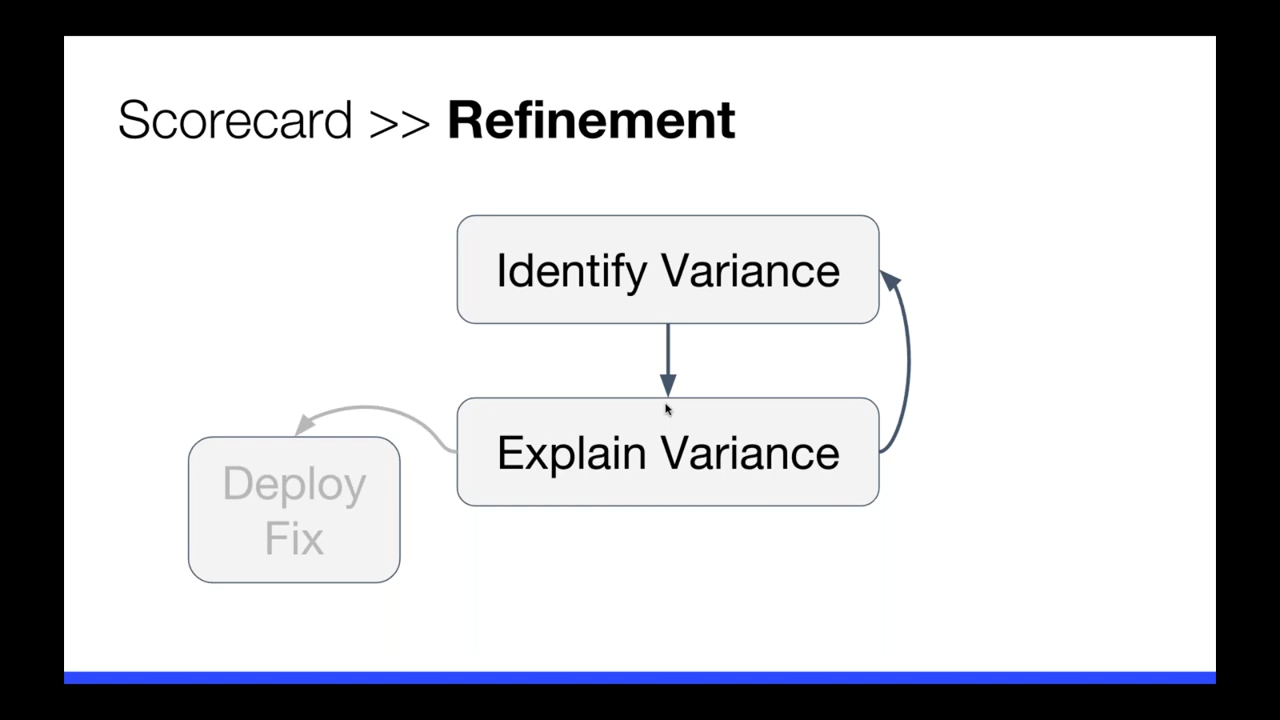 Scorecard >> Refinement
Identify Variance
Explain Variance
Deploy
Fix